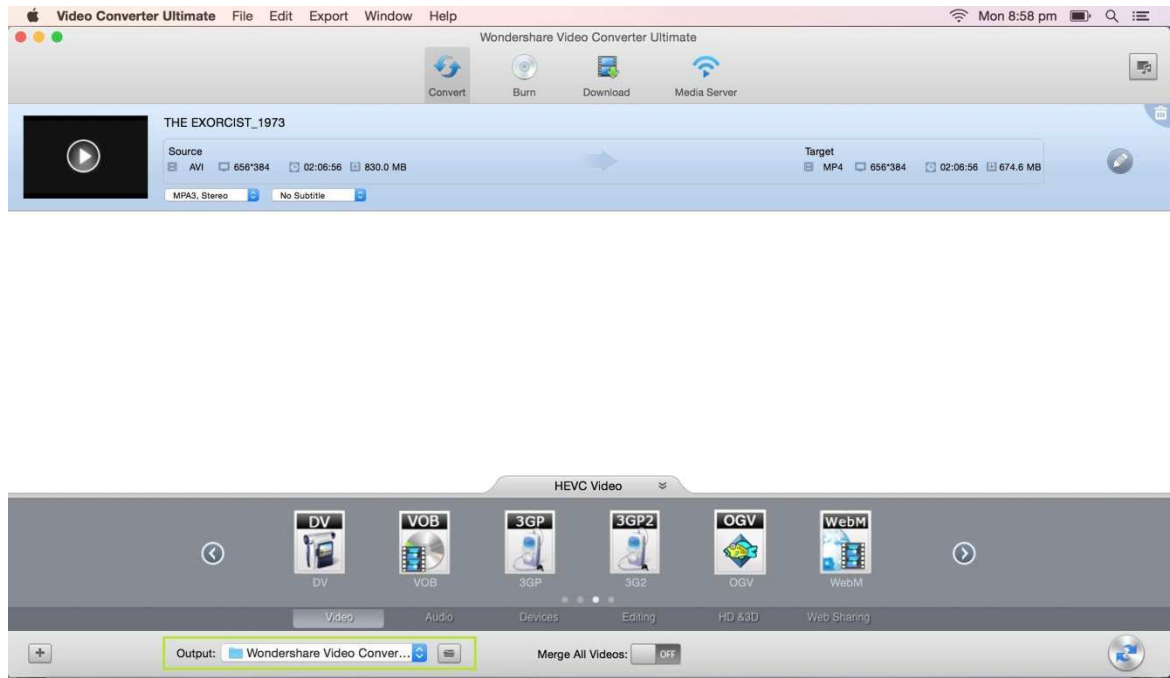 Video Converter Ultimate File Edit Export Window Help Mon 8:58 pm
Wondershare Video Converter Ultimate
Convert Burn Download Media Server
THE EXORCIST_1973
Source Target
AVI 656*384 02:06:56 830.0 MB MP4 656*384 02:06:56 674.6 MB
MPA3, Stereo No Subtitle
HEVC Video
DV VOB 3GP 3GP2 OGV WebM
DV VOB 3GP 3G2 OGV WebM
Video Audio Devices Editing HD &3D Web Sharing
Output: Wondershare Video Conver... Merge All Videos: OFF